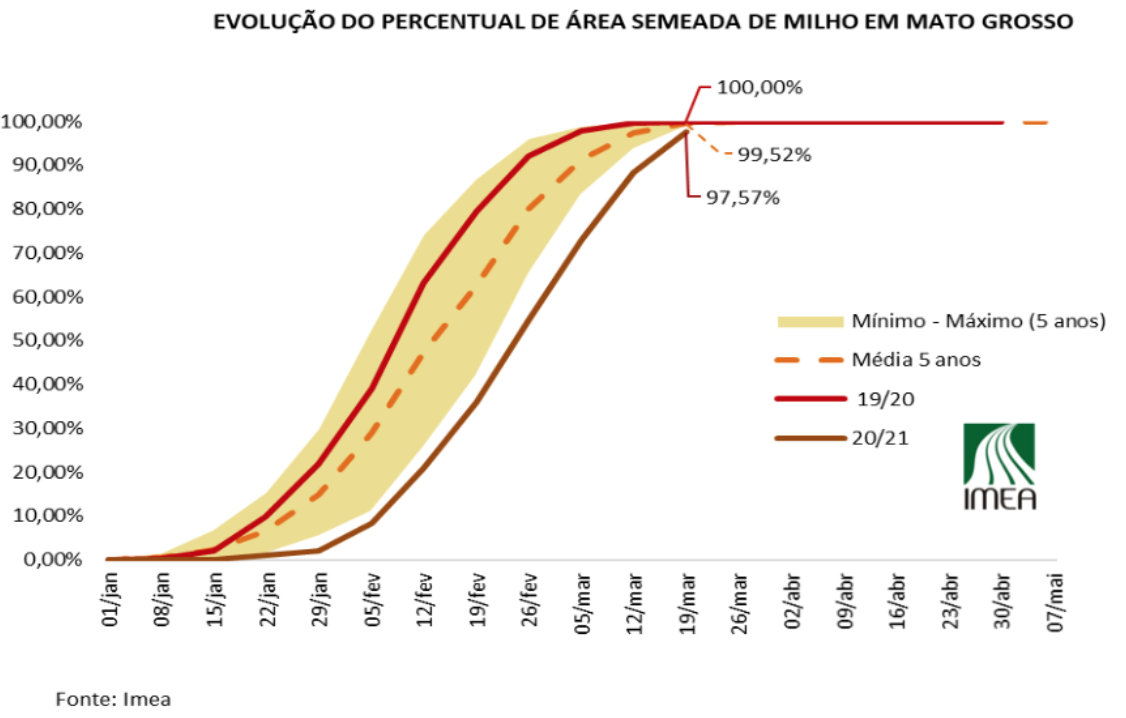 EVOLUÇÃO DO PERCENTUAL DE ÁREA SEMEADA DE MILHO EM MATO GROSSO
100,00%
100,00%
99,52%
90,00%
97,57%
80,00%
70,00%
60,00%
50,00%
40,00%
30,00%
20,00%
10,00%
0,00%
Mínimo - Máximo (5 anos)
Média 5 anos
19/20
20/21
IMEA
01/jan
08/jan
15/jan
22/jan
29/jan
05/fev
12/fev
19/fev
26/fev
05/mar
12/mar
19/mar
26/mar
02/abr
09/abr
16/abr
23/abr
30/abr
07/mai
Fonte: Imea